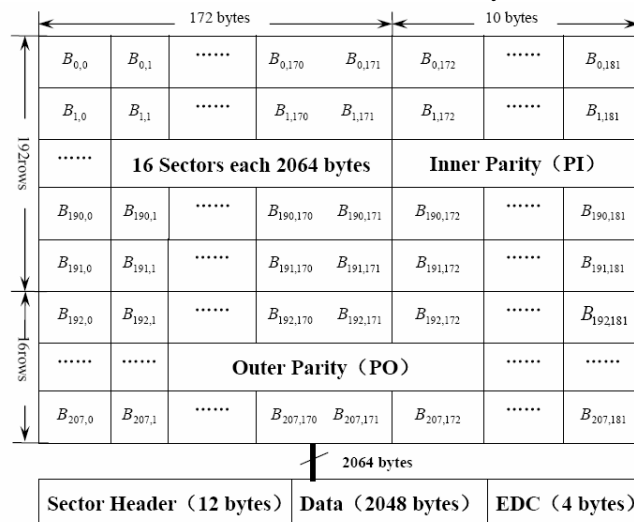 172 bytes 10 bytes
B0,0 B0,1 ⋯⋯ B0,170 B0,171 B0,172 ⋯⋯ B0,181
B1,0 B1,1 ⋯⋯ B1,170 B1,171 B1,172 ⋯⋯ B1,181
192rows
⋯⋯ 16 Sectors each 2064 bytes Inner Parity（PI）
B190,0 B190,1 ⋯⋯ B190,170 B190,171 B190,172 ⋯⋯ B190,181
B191,0 B191,1 ⋯⋯ B191,170 B191,171 B191,172 ⋯⋯ B191,181
B192,0 B192,1 ⋯⋯ B192,170 B192,171 B192,172 ⋯⋯ B192,181
16rows
⋯⋯ ⋯⋯ Outer Parity（PO） ⋯⋯ ⋯⋯
B207,0 B207,1 ⋯⋯ B207,170 B207,171 B207,172 ⋯⋯ B207,181
2064 bytes
Sector Header（12 bytes） Data（2048 bytes） EDC（4 bytes）